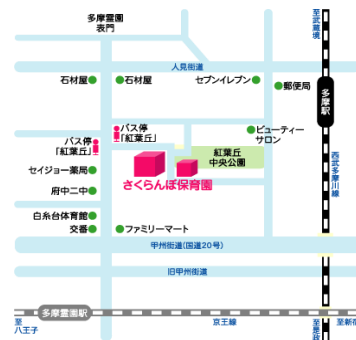 多摩霊園
表門
至武蔵境
人見街道
石材屋
石材屋
セブンイレブン
郵便局
多摩駅
バス停
「紅葉丘」
バス停
「紅葉丘」
ビューティー
サロン
紅葉丘
中央公園
西武多摩川線
セイジョー薬局
さくらんぼ保育園
府中二中
白糸台体育館
交番
ファミリーマート
甲州街道(国道20号)
旧甲州街道
多摩霊園駅
至
八王子
京王線
至是政
至新宿